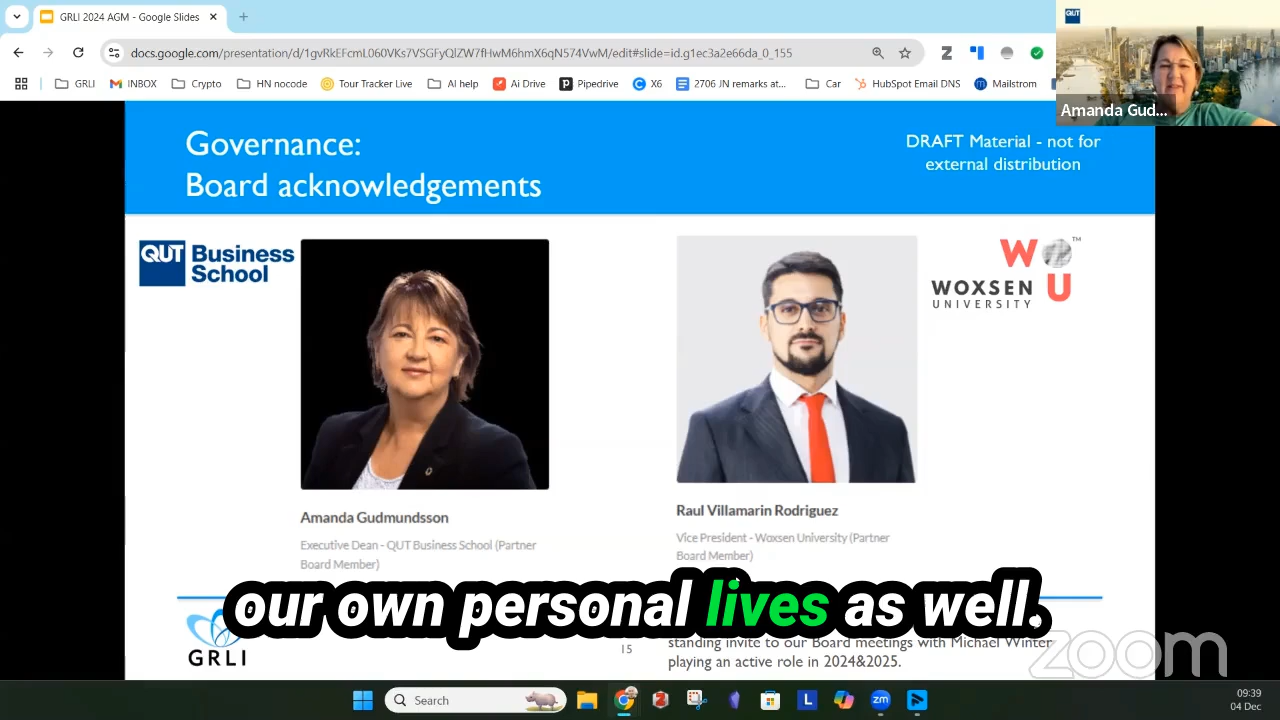 GRLI 2024 AGM - Google Slides
docs.google.com/presentation/d/1gvRkEFcmL060VKs7VSGFyQlZW7fHwM6hmX6qN574VwM/edit#slide=id.g1ec3a2e66da_0_155
GRLI
INBOX
Crypto
HN nocode
TourTracker Live
AI help
Ai Drive
Pipedrive
X6
2706 JN remarks at...
Car
HubSpot Email DNS
Mailstrom
QUT
Amanda Gud...
Governance:
Board acknowledgements
DRAFT Material - not for
external distribution
QUT Business
School
WOU
TM
WOXSEN
UNIVERSITY
Amanda Gudmundsson
Executive Dean - QUT Business School (Partner
Board Member)
Raul Villamarin Rodriguez
Vice President - Woxsen University (Partner
Board Member)
our own personal lives as well.
GRLI
15
standing invite to our Board meetings with Michael Winter
playing an active role in 2024&2025.
zoom
Search
09:39
04 Dec